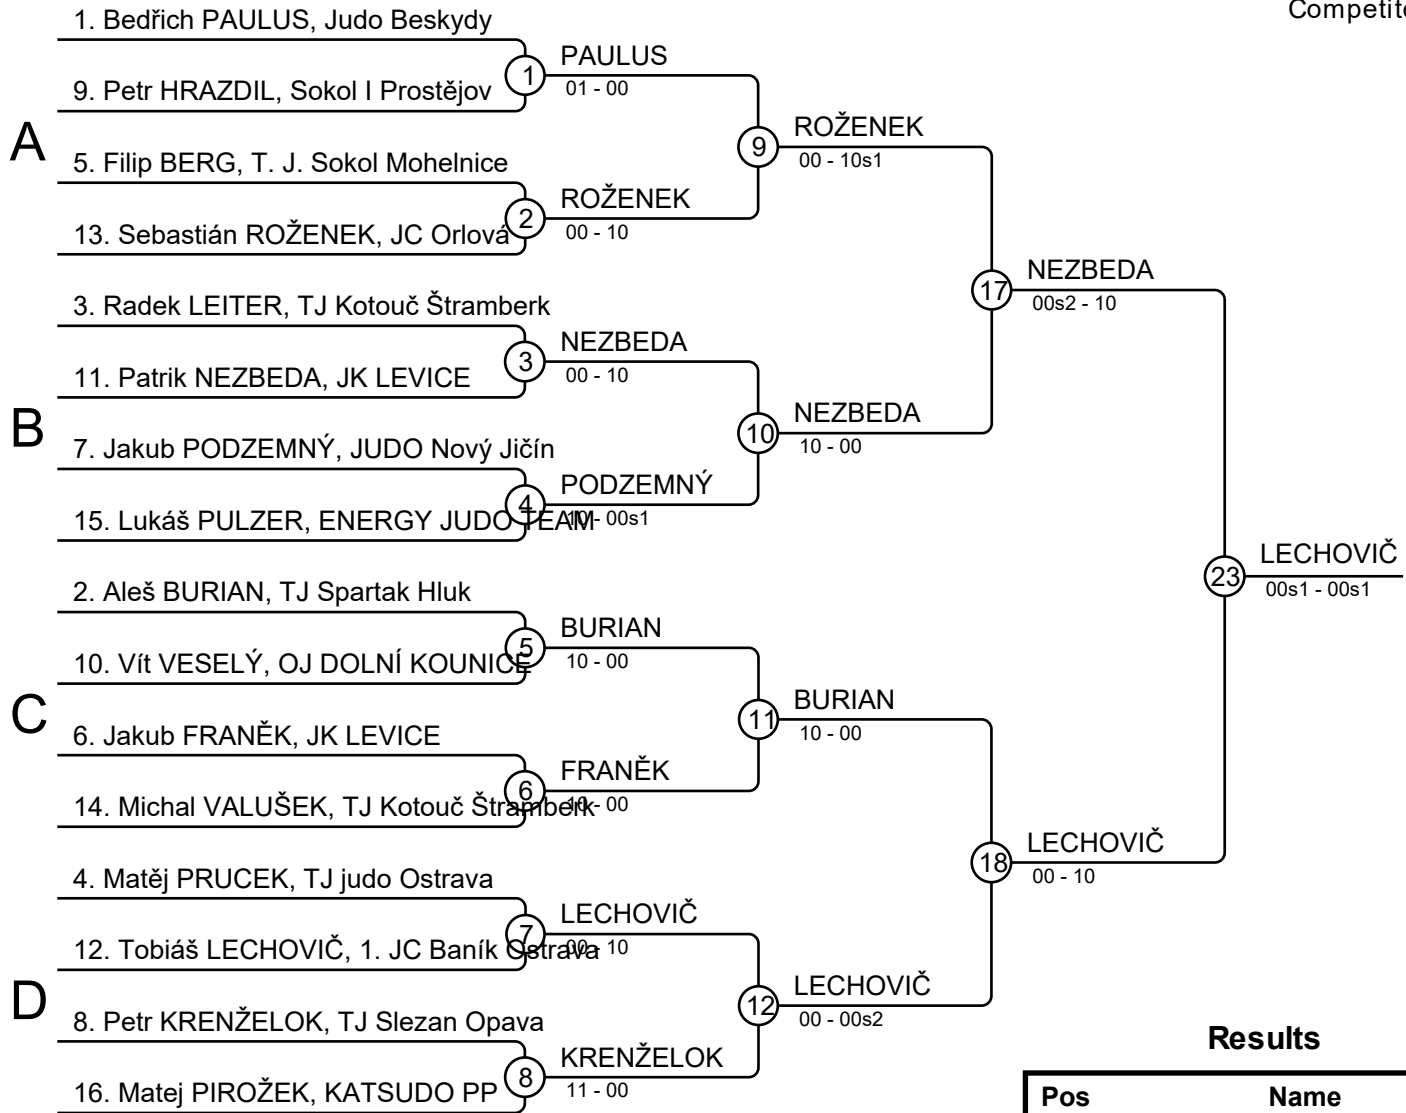 Competito
1. Bedřich PAULUS, Judo Beskydy
PAULUS
1
01 - 00
9. Petr HRAZDIL, Sokol I Prostějov
A
ROŽENEK
9
00 - 10s1
5. Filip BERG, T. J. Sokol Mohelnice
ROŽENEK
2
00 - 10
13. Sebastián ROŽENEK, JC Orlová
NEZBEDA
17
00s2 - 10
3. Radek LEITER, TJ Kotouč Štramberk
NEZBEDA
3
00 - 10
11. Patrik NEZBEDA, JK LEVICE
B
NEZBEDA
10
10 - 00
7. Jakub PODZEMNÝ, JUDO Nový Jičín
PODZEMNÝ
4
10 - 00s1
15. Lukáš PULZER, ENERGY JUDO TEAM
LECHOVIČ
23
00s1 - 00s1
2. Aleš BURIAN, TJ Spartak Hluk
BURIAN
5
10 - 00
10. Vít VESELÝ, OJ DOLNÍ KOUNICE
C
BURIAN
11
10 - 00
6. Jakub FRANĚK, JK LEVICE
FRANĚK
6
10 - 00
14. Michal VALUŠEK, TJ Kotouč Štramberk
LECHOVIČ
18
00 - 10
4. Matěj PRUCEK, TJ judo Ostrava
LECHOVIČ
7
00 - 10
12. Tobiáš LECHOVIČ, 1. JC Baník Ostrava
D
LECHOVIČ
12
00 - 00s2
8. Petr KRENŽELOK, TJ Slezan Opava
KRENŽELOK
8
11 - 00
16. Matej PIROŽEK, KATSUDO PP
Results
Pos Name